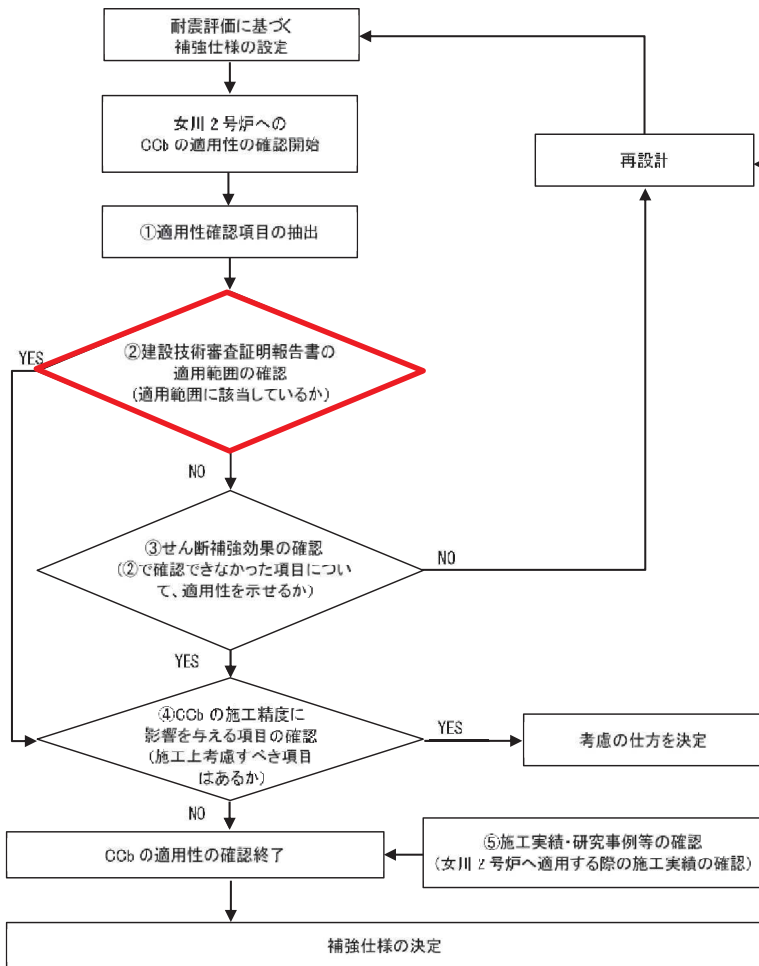 耐震評価に基づく
補強仕様の設定
女川2号炉への
CCbの適用性の確認開始
再設計
①適用性確認項目の抽出
②建設技術審査証明報告書の
適用範囲の確認
(適用範囲に該当しているか)
YES
NO
③せん断補強効果の確認
(②で確認できなかった項目につい
て、適用性を示せるか)
NO
YES
④CCbの施工精度に
影響を与える項目の確認
(施工上考慮すべき項目
はあるか)
YES
考慮の仕方を決定
NO
CCbの適用性の確認終了
⑤施工実績・研究事例等の確認
(女川2号炉へ適用する際の施工実績の確認)
補強仕様の決定